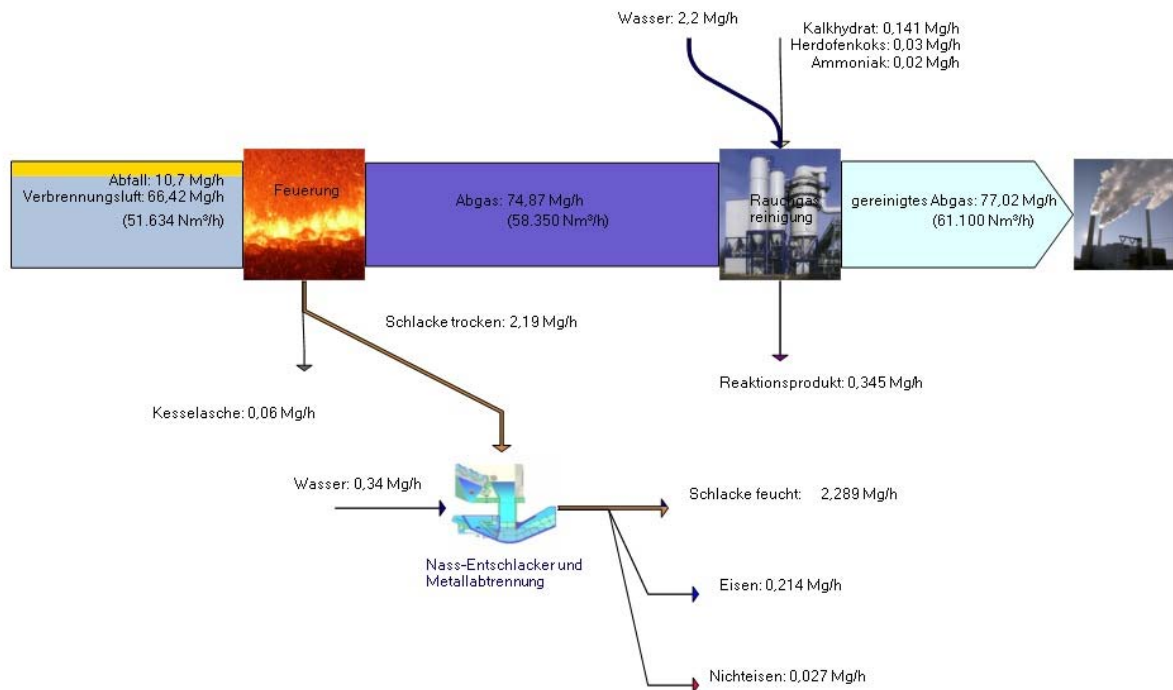 Wasser: 2,2 Mg/h
Kalkhydrat: 0,141 Mg/h
Herdofenkoks: 0,03 Mg/h
Ammoniak: 0,02 Mg/h
Abfall: 10,7 Mg/h
Verbrennungsluft: 66,42 Mg/h
(51.634 Nm³/h)
Feuerung
Abgas: 74,87 Mg/h
(58.350 Nm³/h)
Rauchgas
reinigung
gereinigtes Abgas: 77,02 Mg/h
(61.100 Nm³/h)
Schlacke trocken: 2,19 Mg/h
Kesselasche: 0,06 Mg/h
Reaktionsprodukt: 0,345 Mg/h
Wasser: 0,34 Mg/h
Schlacke feucht: 2,289 Mg/h
Nass-Entschlacker und
Metallabtrennung
Eisen: 0,214 Mg/h
Nichteisen: 0,027 Mg/h